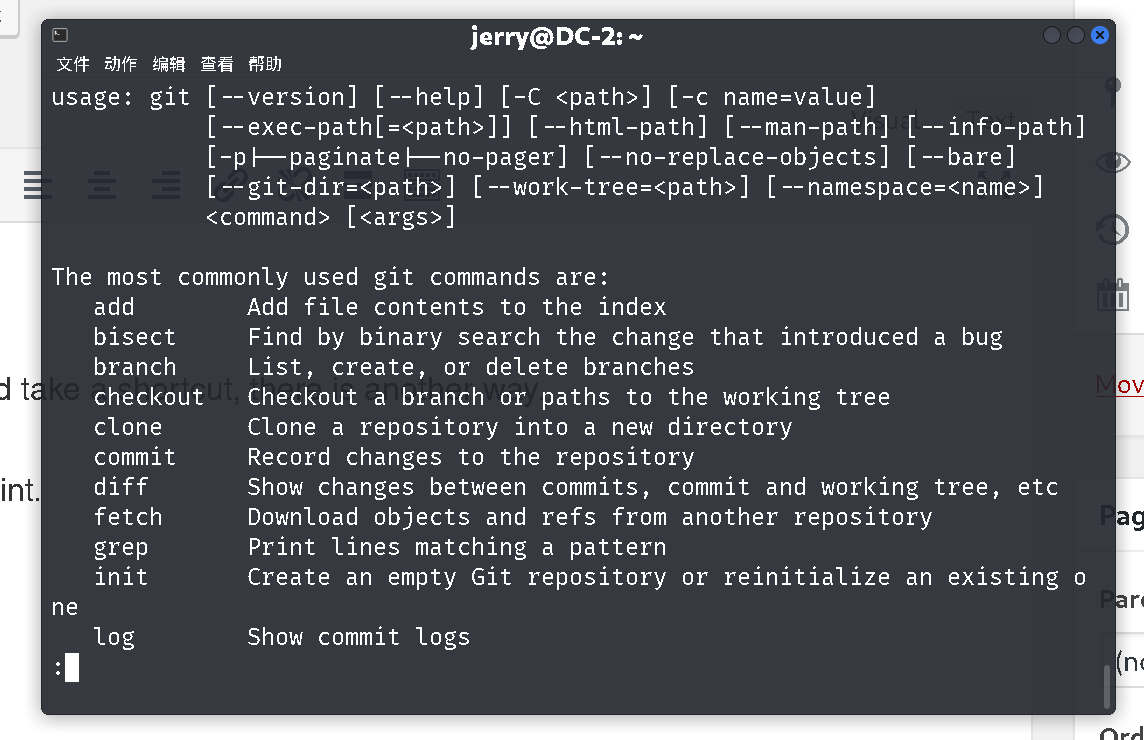 jerry@DC-2: ~
文件 动作 编辑 查看 帮助
usage: git [--version] [--help] [-C <path>] [-c name=value]
[--exec-path[=<path>]] [--html-path] [--man-path] [--info-path]
[-p|--paginate|--no-pager] [--no-replace-objects] [--bare]
[--git-dir=<path>] [--work-tree=<path>] [--namespace=<name>]
<command> [<args>]
The most commonly used git commands are:
add Add file contents to the index
bisect Find by binary search the change that introduced a bug
branch List, create, or delete branches
checkout Checkout a branch or paths to the working tree
clone Clone a repository into a new directory
commit Record changes to the repository
diff Show changes between commits, commit and working tree, etc
fetch Download objects and refs from another repository
grep Print lines matching a pattern
init Create an empty Git repository or reinitialize an existing o
ne
log Show commit logs
:
Visual Text
d take a shortcut, there is another way.
int.
Mov
Pag
Pare
(no
Ord